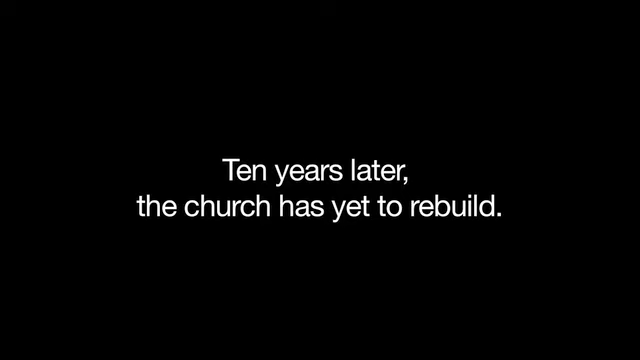 Ten years later,
the church has yet to rebuild.